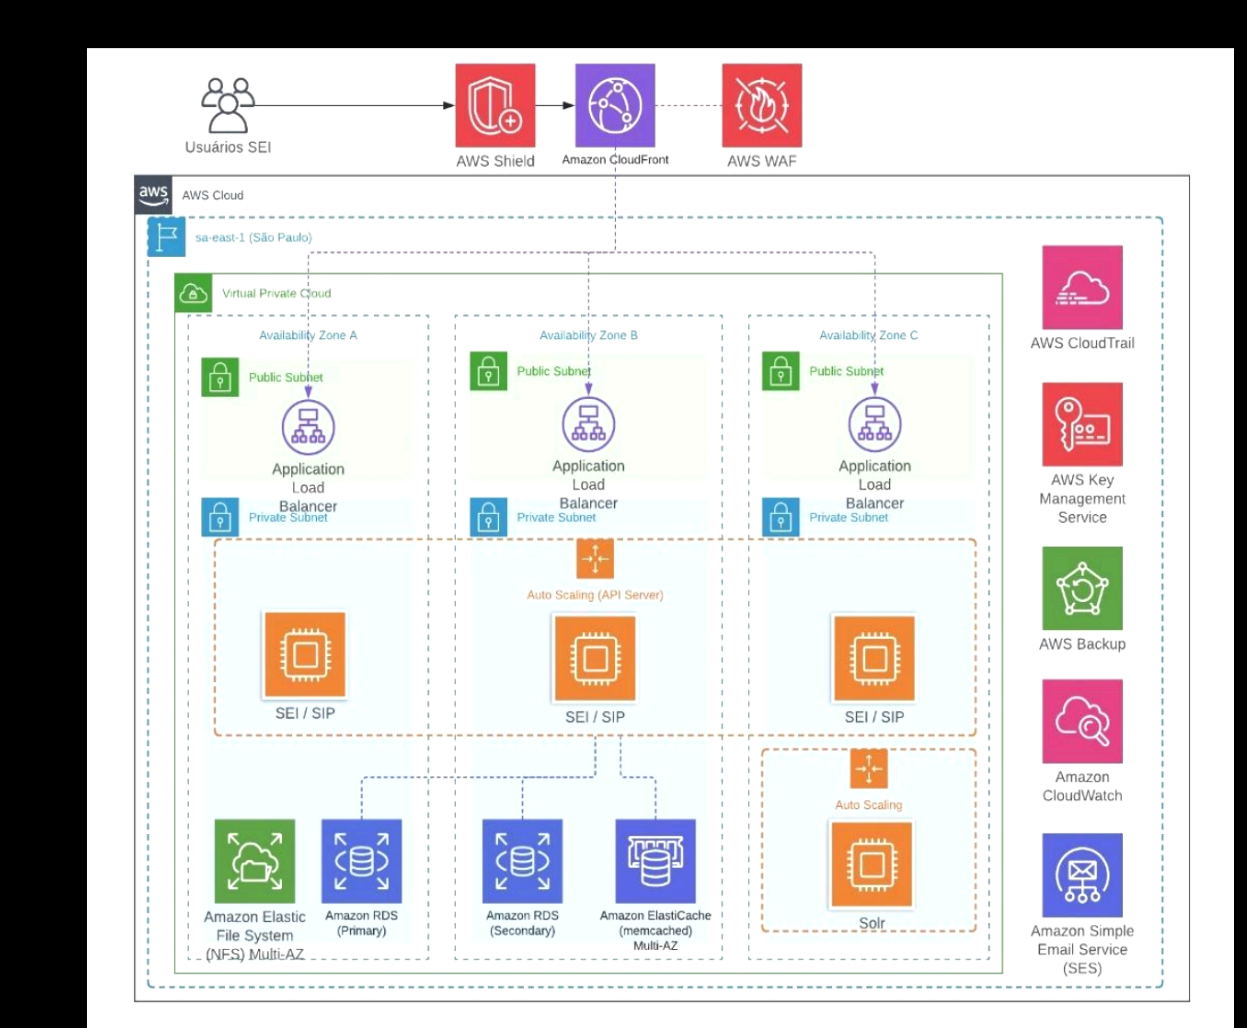 Usuários SEI
AWS Shield
Amazon CloudFront
AWS WAF
aws
AWS Cloud
sa-east-1 (São Paulo)
Virtual Private Cloud
Availability Zone A
Availability Zone B
Availability Zone C
Public Subnet
Public Subnet
Public Subnet
Application
Load
Balancer
Application
Load
Balancer
Application
Load
Balancer
Private Subnet
Private Subnet
Private Subnet
Auto Scaling (API Server)
SEI / SIP
SEI / SIP
SEI / SIP
Auto Scaling
Solr
Amazon Elastic
File System
(NFS) Multi-AZ
Amazon RDS
(Primary)
Amazon RDS
(Secondary)
Amazon ElastiCache
(memcached)
Multi-AZ
AWS CloudTrail
AWS Key
Management
Service
AWS Backup
Amazon
CloudWatch
Amazon Simple
Email Service
(SES)